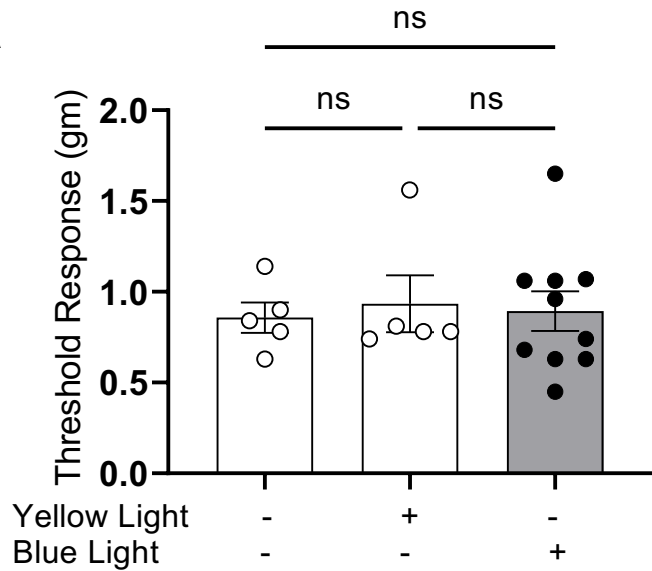 ns
ns ns
Threshold Response (gm)
2.0
1.5
1.0
0.5
0.0
Yellow Light - + -
Blue Light - - +